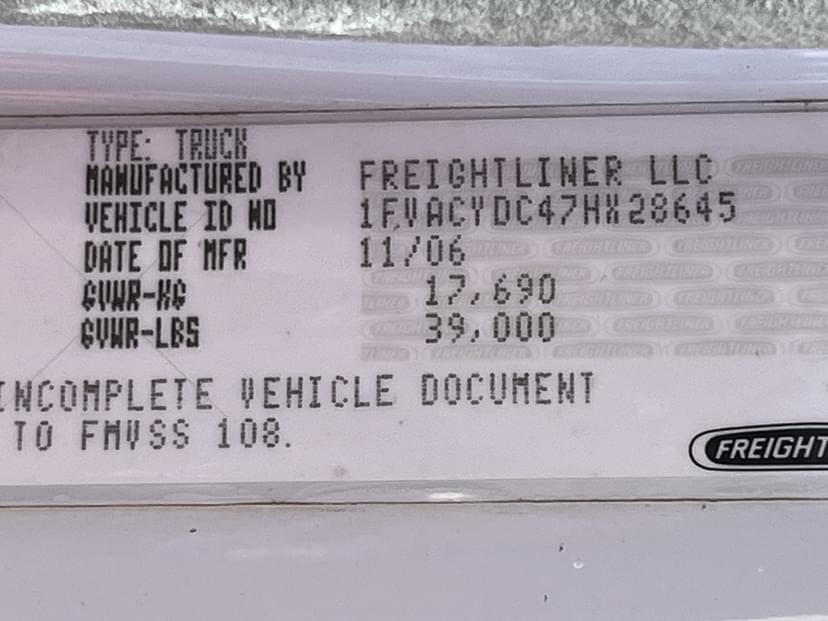 TYPE: TRUCK
MANUFACTURED BY FREIGHTLINER LLC
VEHICLE ID NO 1FVACYDC47HX28645
DATE OF MFR 11/06
GVWR-KG 17,690
GVWR-LBS 39,000
INCOMPLETE VEHICLE DOCUMENT
TO FMVSS 108.
FREIGHT